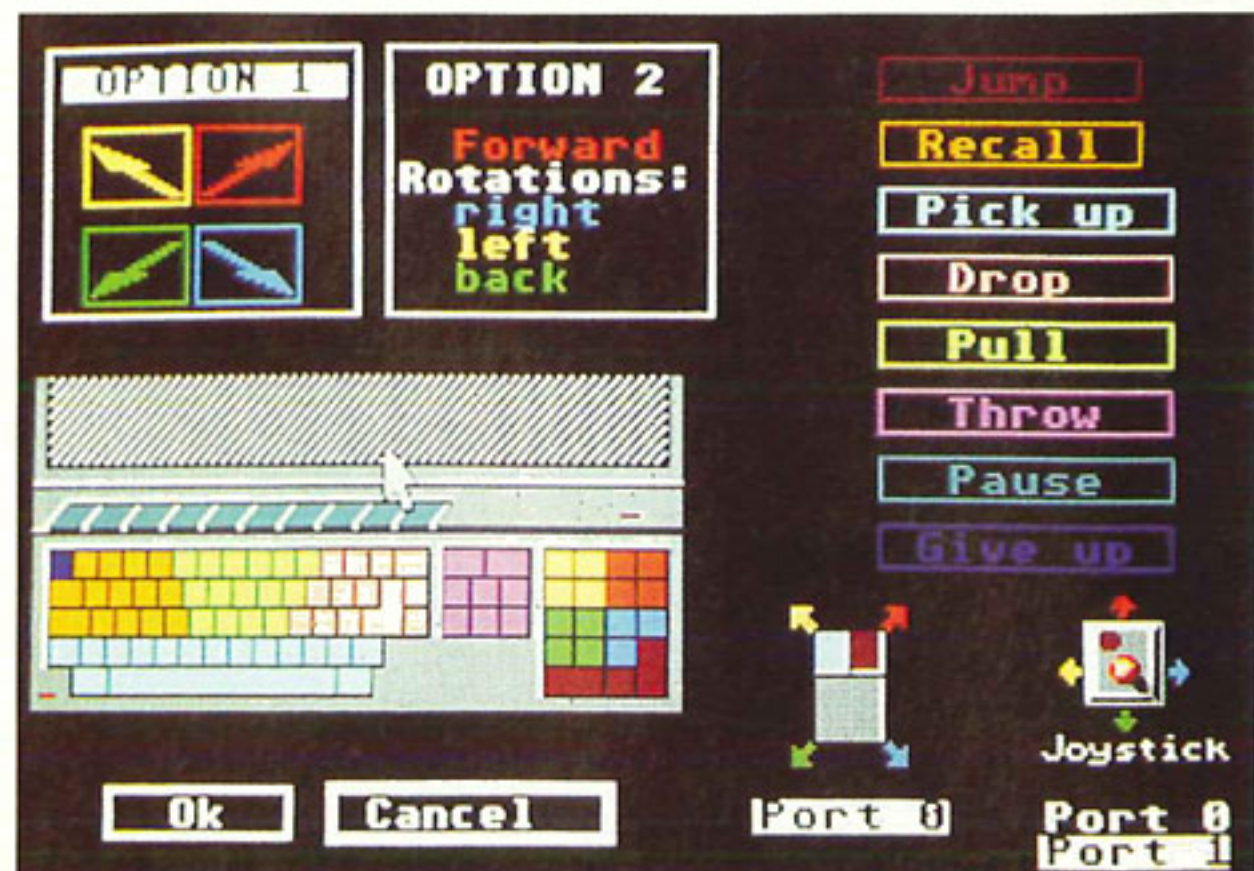 OPTION 1
OPTION 2
Forward
Rotations:
right
left
back
Jump
Recall
Pick up
Drop
Pull
Throw
Pause
Give up
Joystick
Ok
Cancel
Port 0
Port 0
Port 1